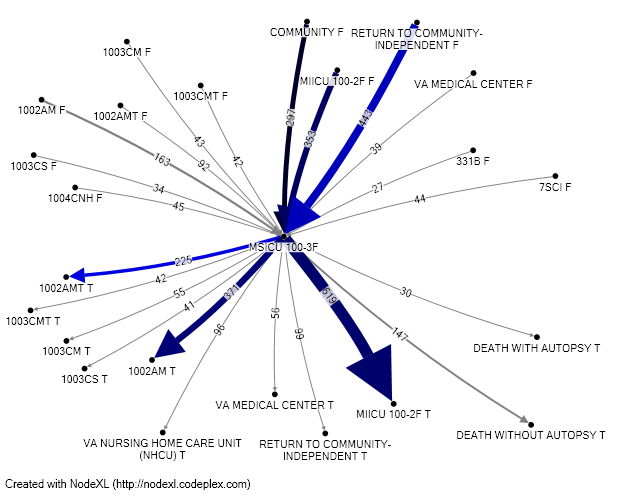 COMMUNITY F
RETURN TO COMMUNITY-
INDEPENDENT F
1003CM F
MIICU 100-2F F
VA MEDICAL CENTER F
1003CMT F
1002AM F
1002AMT F
297
443
353
43
39
163
92
42
331B F
1003CS F
27
7SCI F
34
1004CNH F
45
44
MSICU 100-3F
225
1002AMT T
42
55
371
619
30
41
1003CMT T
56
96
99
147
1003CM T
DEATH WITH AUTOPSY T
1003CS T
1002AM T
VA MEDICAL CENTER T
MIICU 100-2F T
DEATH WITHOUT AUTOPSY T
VA NURSING HOME CARE UNIT
(NHCU) T
RETURN TO COMMUNITY-
INDEPENDENT T
Created with NodeXL (http://nodexl.codeplex.com)